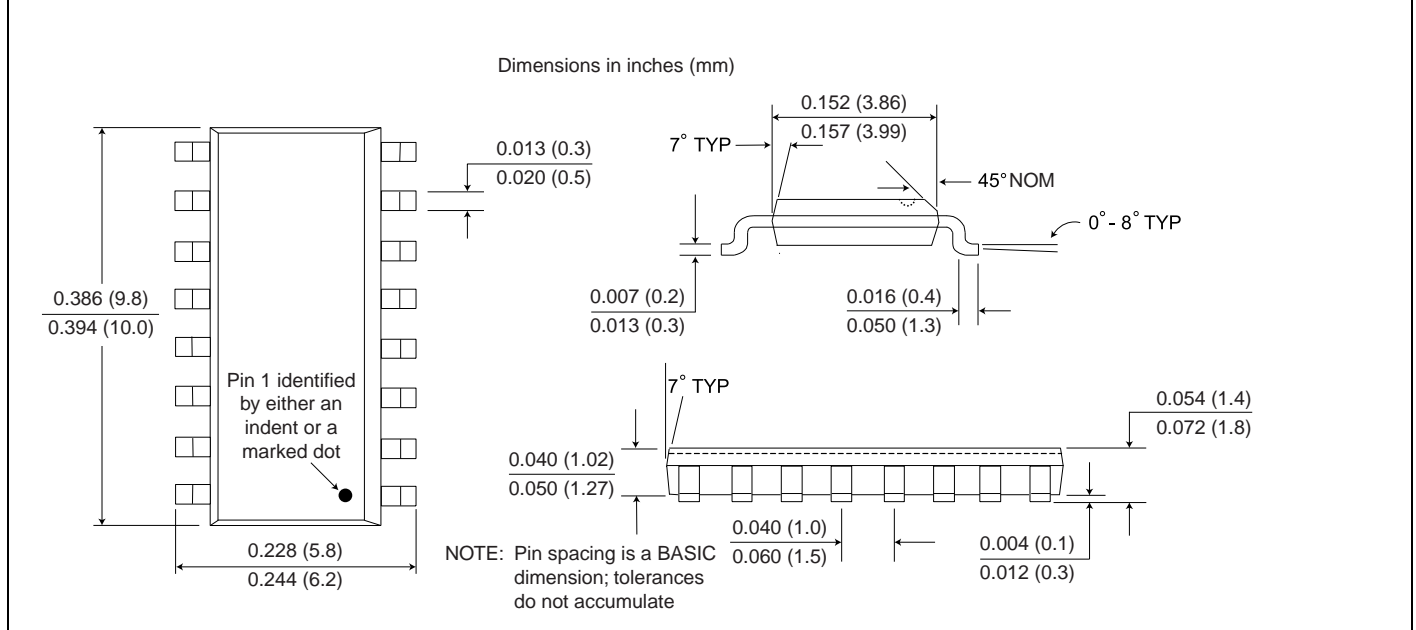 Dimensions in inches (mm)
0.386 (9.8)
0.394 (10.0)
0.013 (0.3)
0.020 (0.5)
Pin 1 identified
by either an
indent or a
marked dot
0.228 (5.8)
0.244 (6.2)
0.152 (3.86)
0.157 (3.99)
7° TYP
45° NOM
0° - 8° TYP
0.007 (0.2)
0.013 (0.3)
0.016 (0.4)
0.050 (1.3)
7° TYP
0.054 (1.4)
0.072 (1.8)
0.040 (1.02)
0.050 (1.27)
0.040 (1.0)
0.060 (1.5)
0.004 (0.1)
0.012 (0.3)
NOTE: Pin spacing is a BASIC
dimension; tolerances
do not accumulate